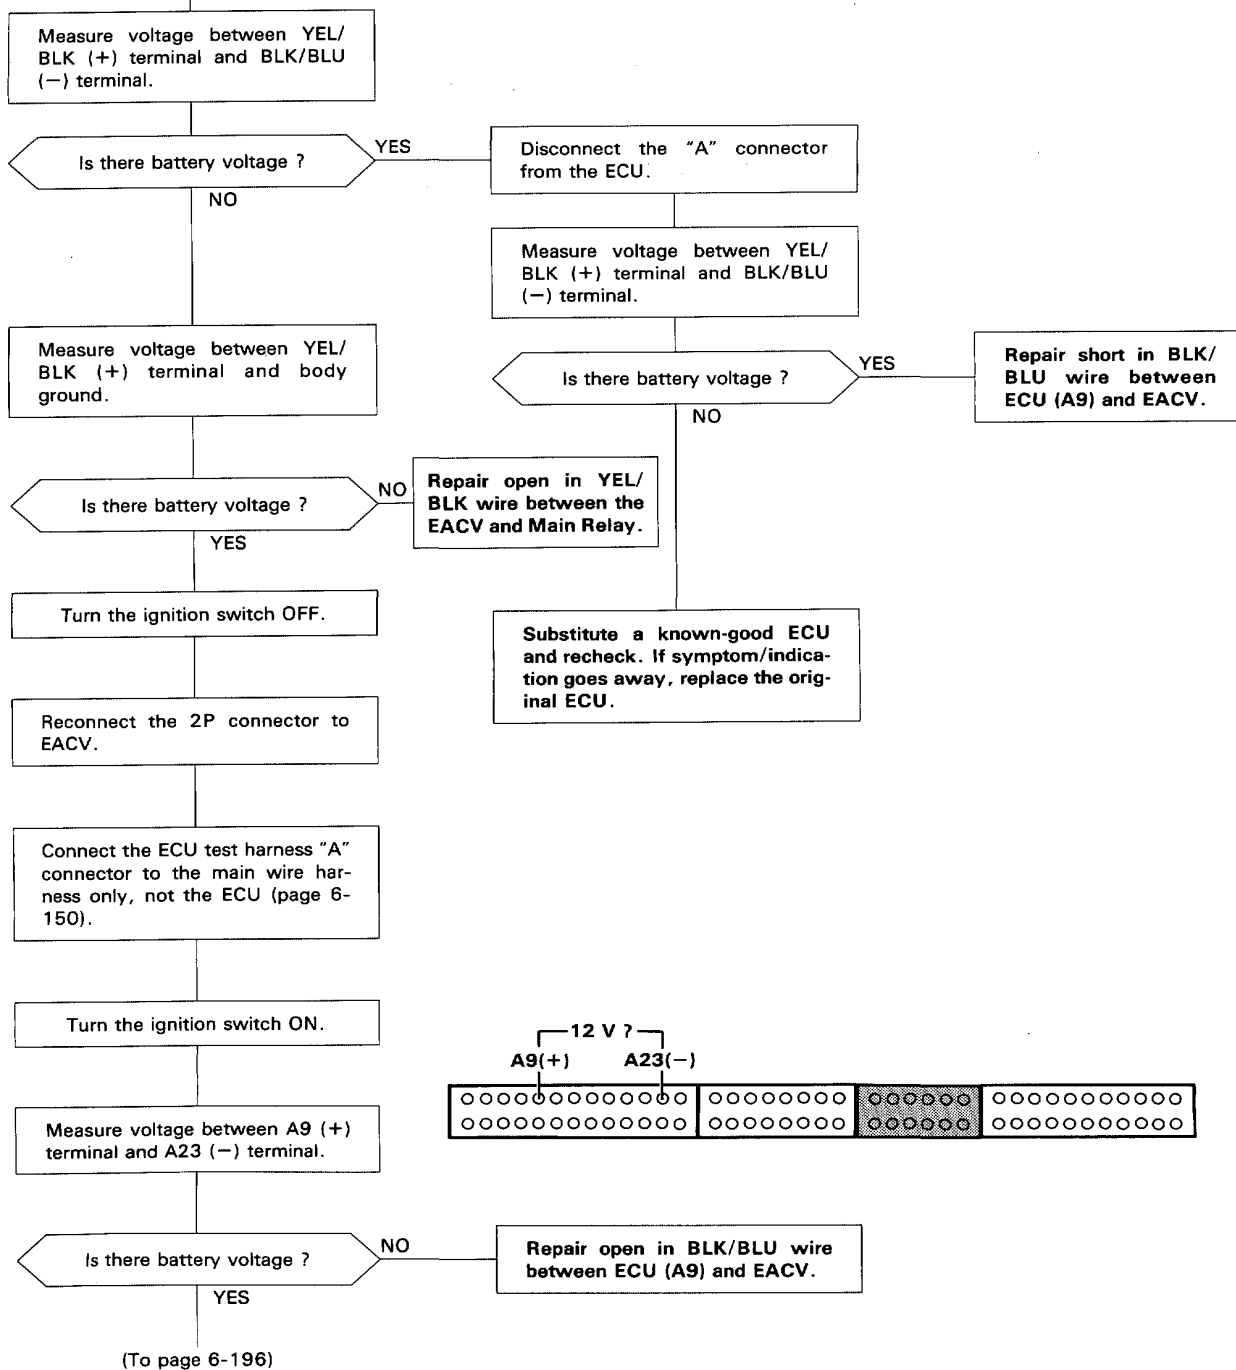 Measure voltage between YEL/
BLK (+) terminal and BLK/BLU
(−) terminal.
Is there battery voltage ?
YES
NO
Disconnect the "A" connector
from the ECU.
Measure voltage between YEL/
BLK (+) terminal and BLK/BLU
(−) terminal.
Is there battery voltage ?
YES
NO
Repair short in BLK/
BLU wire between
ECU (A9) and EACV.
Measure voltage between YEL/
BLK (+) terminal and body
ground.
Is there battery voltage ?
NO
YES
Repair open in YEL/
BLK wire between the
EACV and Main Relay.
Substitute a known-good ECU
and recheck. If symptom/indica-
tion goes away, replace the orig-
inal ECU.
Turn the ignition switch OFF.
Reconnect the 2P connector to
EACV.
Connect the ECU test harness "A"
connector to the main wire har-
ness only, not the ECU (page 6-
150).
Turn the ignition switch ON.
12 V ?
A9(+) A23(−)
Measure voltage between A9 (+)
terminal and A23 (−) terminal.
Is there battery voltage ?
NO
YES
Repair open in BLK/BLU wire
between ECU (A9) and EACV.
(To page 6-196)